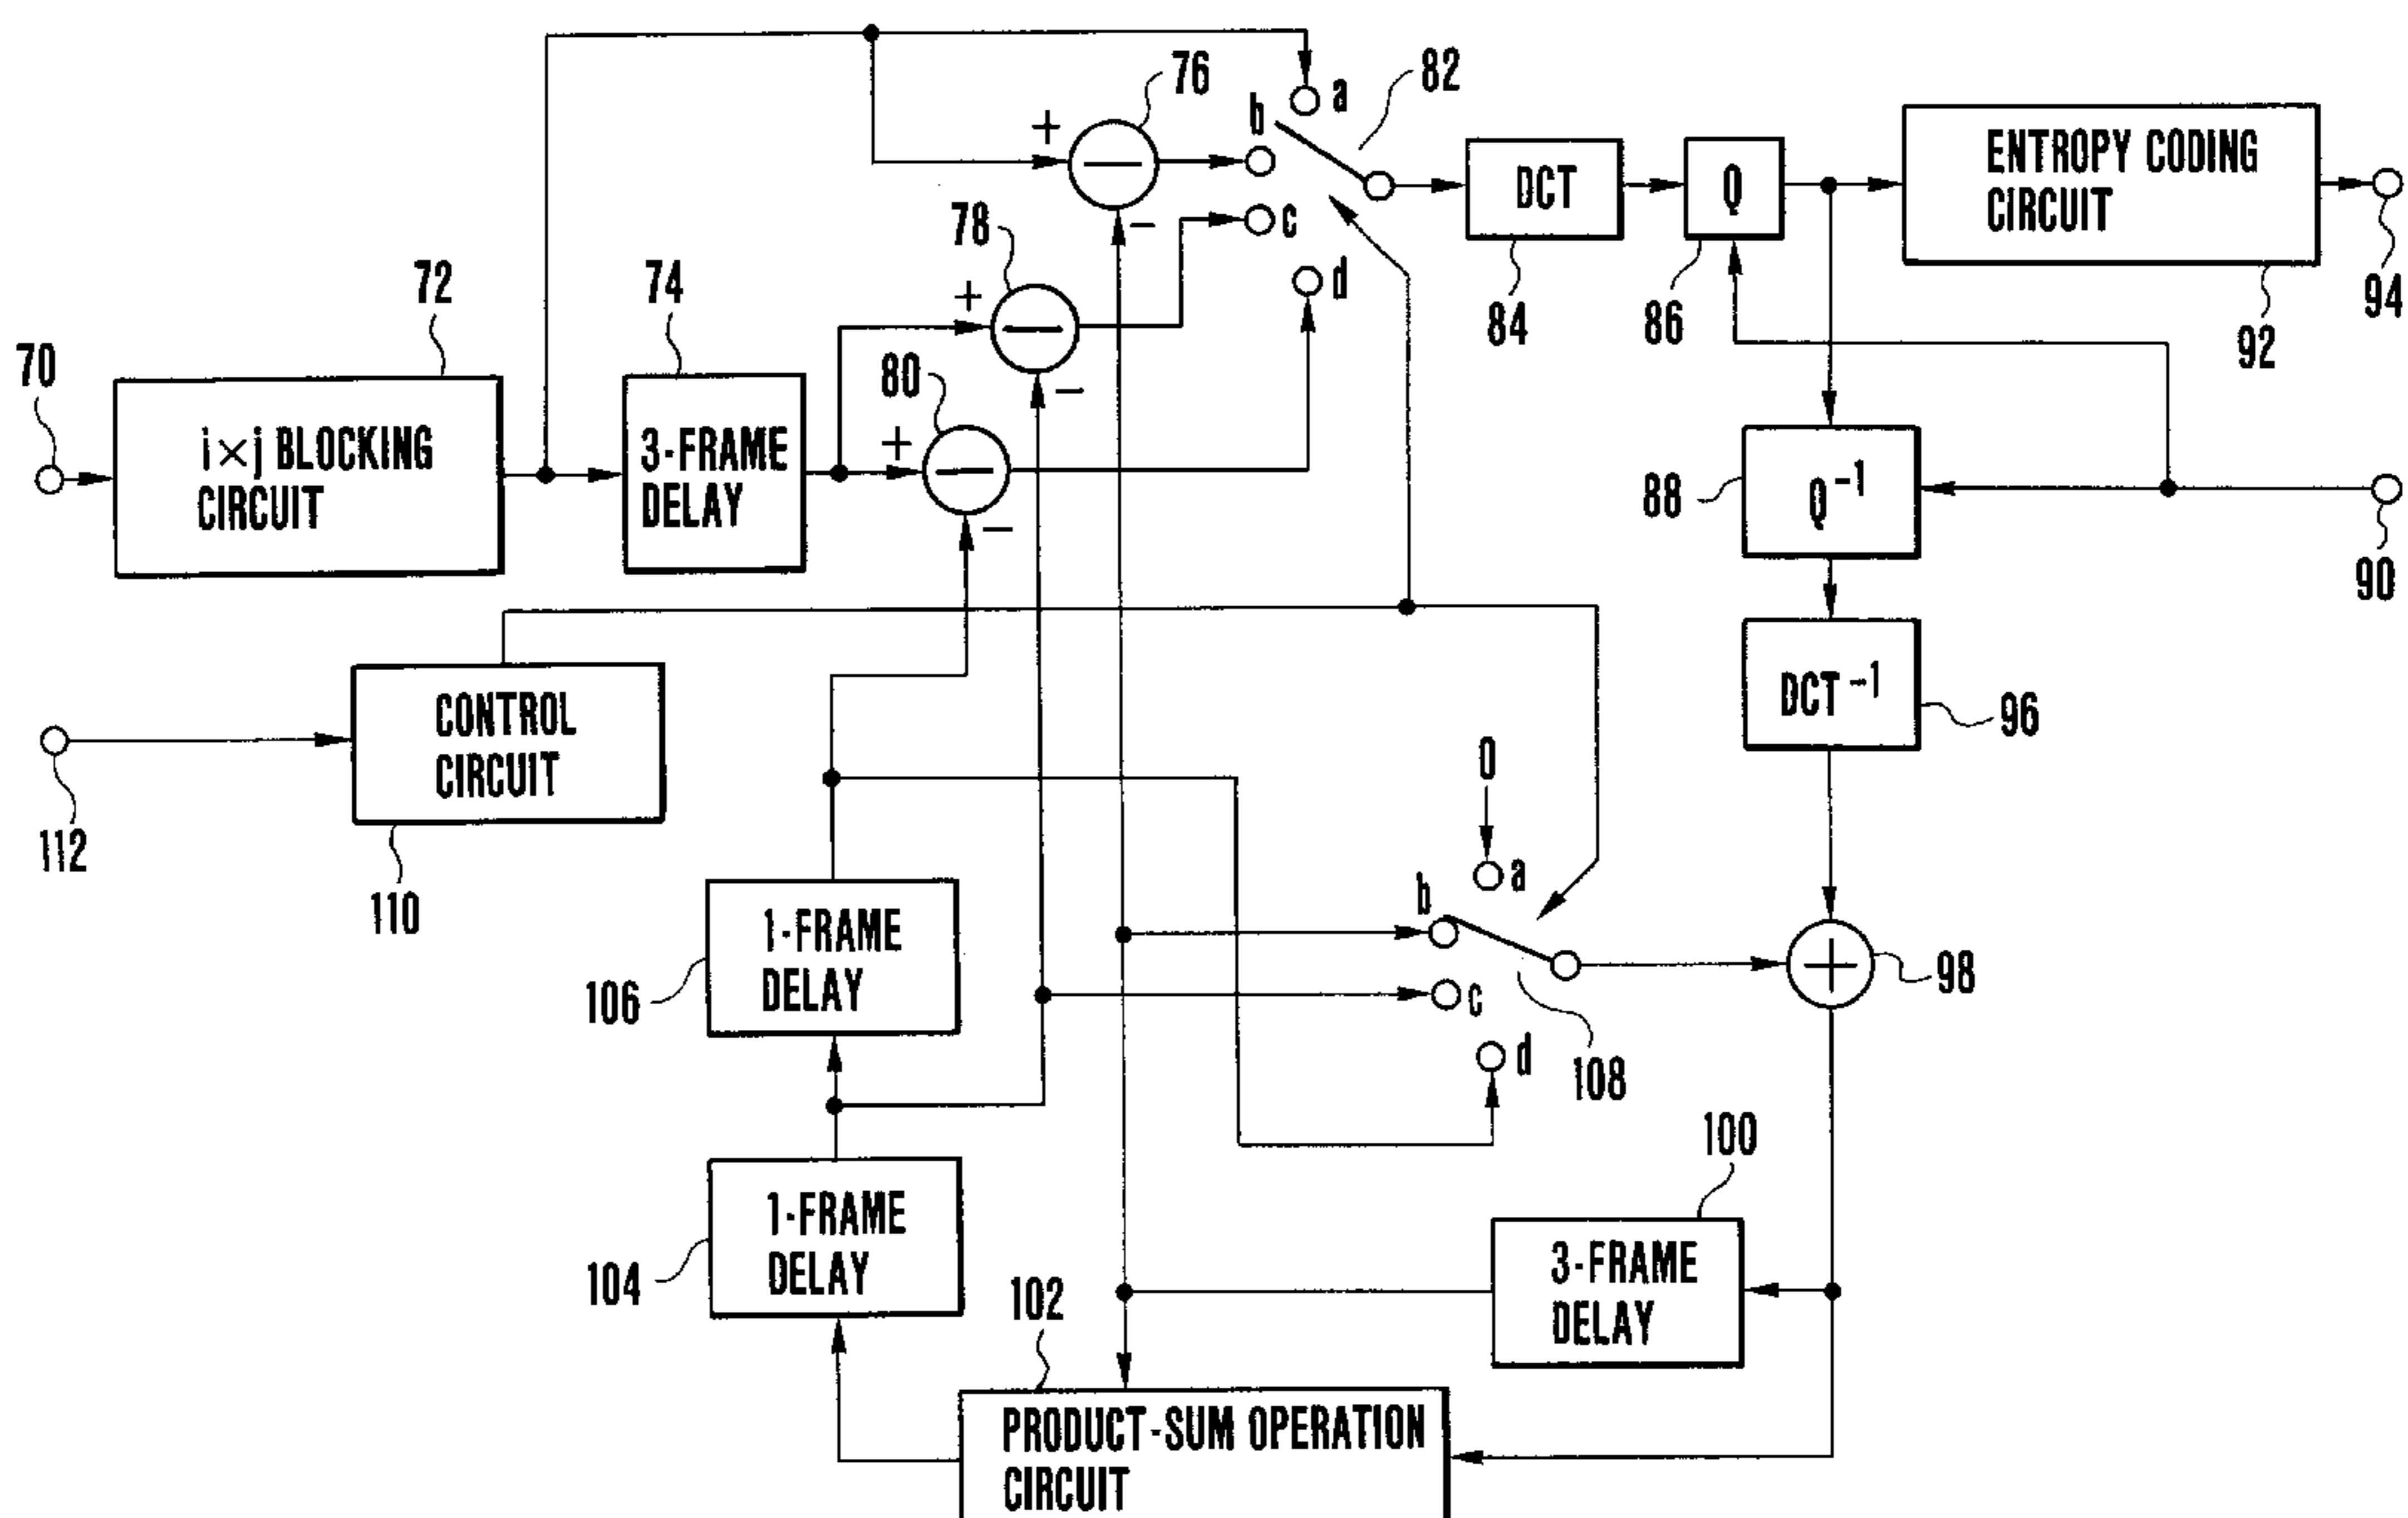 76
82
+
a
b
ENTROPY CODING
CIRCUIT
DCT
Q
−
c
78
d
94
72
74
+
84
86
92
70
80
−
i×j BLOCKING
CIRCUIT
3-FRAME
DELAY
+
−
88
Q⁻¹
90
CONTROL
CIRCUIT
DCT⁻¹
96
0
112
110
a
b
1-FRAME
DELAY
+
98
106
c
d
108
100
1-FRAME
DELAY
104
3-FRAME
DELAY
102
PRODUCT-SUM OPERATION
CIRCUIT